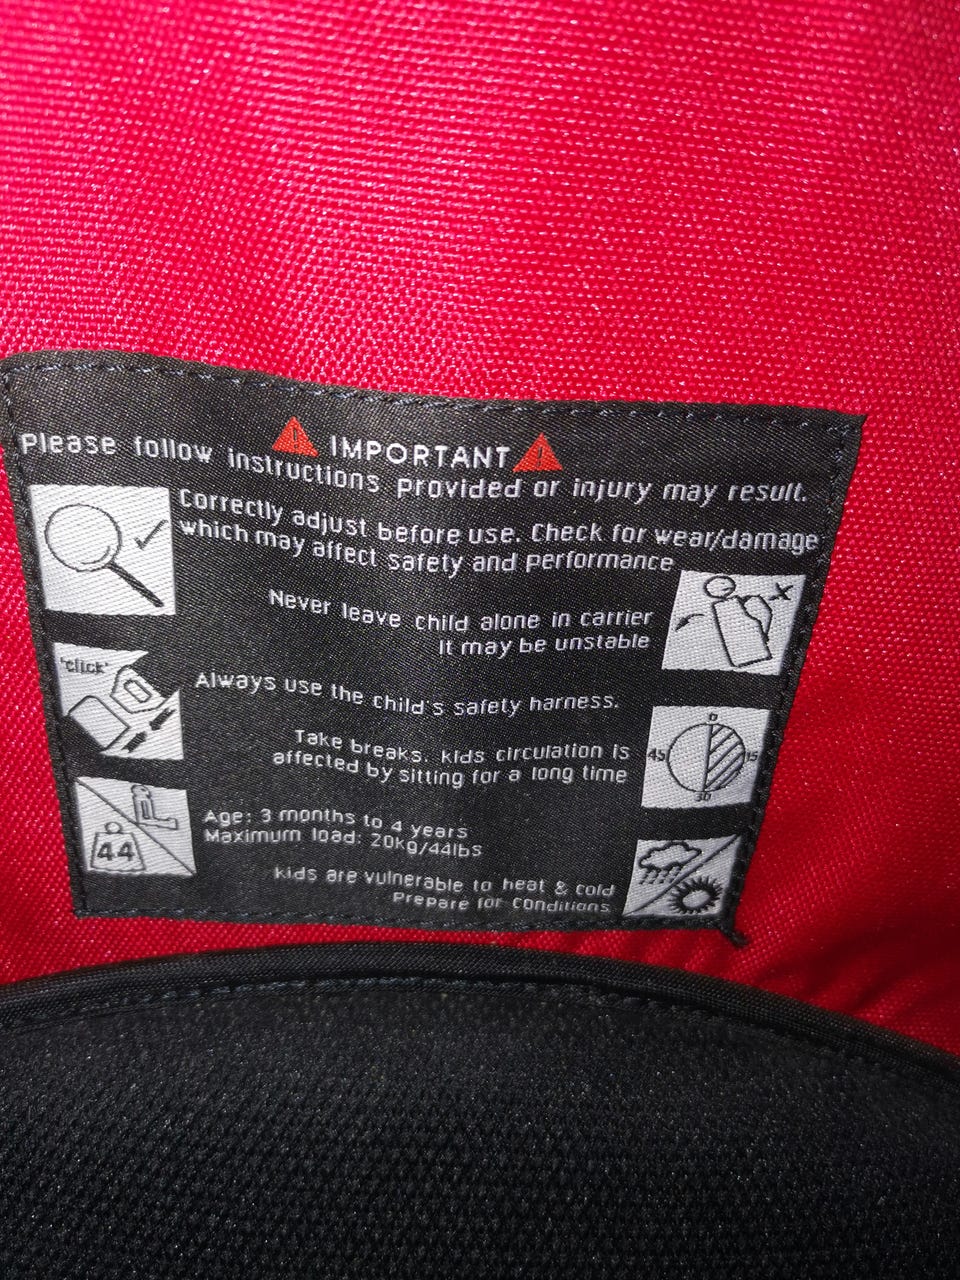 IMPORTANT
Please follow instructions provided or injury may result.
Correctly adjust before use. Check for wear/damage
which may affect safety and performance
Never leave child alone in carrier
It may be unstable
'click'
Always use the child's safety harness.
Take breaks. kids circulation is
affected by sitting for a long time
0
45
15
30
Age: 3 months to 4 years
Maximum load: 20kg/44lbs
44
kids are vulnerable to heat & cold
Prepare for conditions